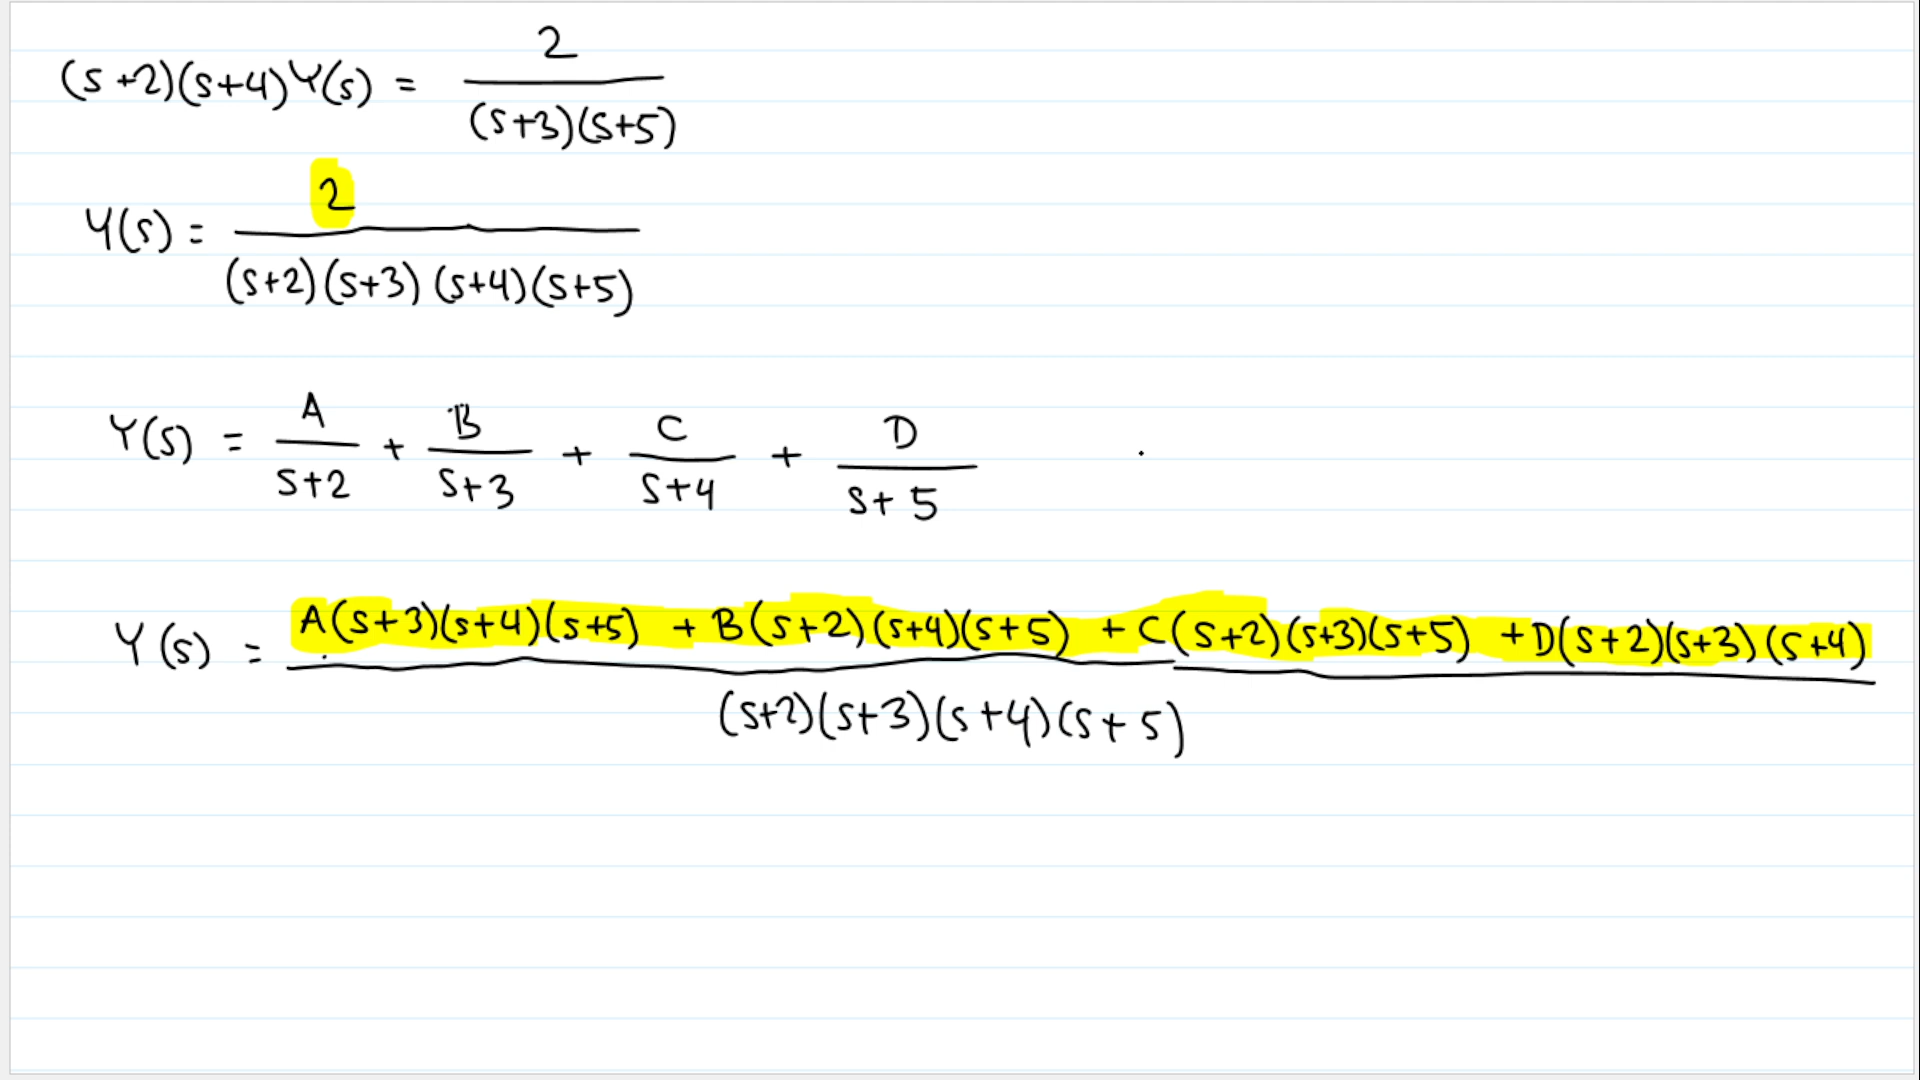 2
(s+2)(s+4)Y(s) =
(s+3)(s+5)
2
Y(s) =
(s+2)(s+3)(s+4)(s+5)
A B C D
Y(s) = + + +
s+2 s+3 s+4 s+5
A(s+3)(s+4)(s+5) + B(s+2)(s+4)(s+5) + C(s+2)(s+3)(s+5) + D(s+2)(s+3)(s+4)
Y(s) =
(s+2)(s+3)(s+4)(s+5)